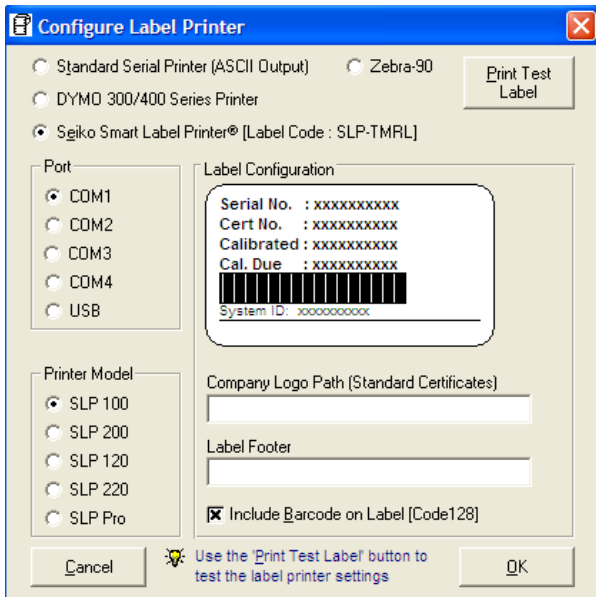 Configure Label Printer
Standard Serial Printer (ASCII Output)
Zebra-90
Print Test
Label
DYMO 300/400 Series Printer
Seiko Smart Label Printer® [Label Code : SLP-TMRL]
Port
COM1
COM2
COM3
COM4
USB
Label Configuration
Serial No. : xxxxxxxxxx
Cert No. : xxxxxxxxxx
Calibrated : xxxxxxxxxx
Cal. Due : xxxxxxxxxx
System ID: xxxxxxxxxx
Printer Model
SLP 100
SLP 200
SLP 120
SLP 220
SLP Pro
Company Logo Path (Standard Certificates)
Label Footer
Include Barcode on Label [Code128]
Cancel
Use the 'Print Test Label' button to
test the label printer settings
OK